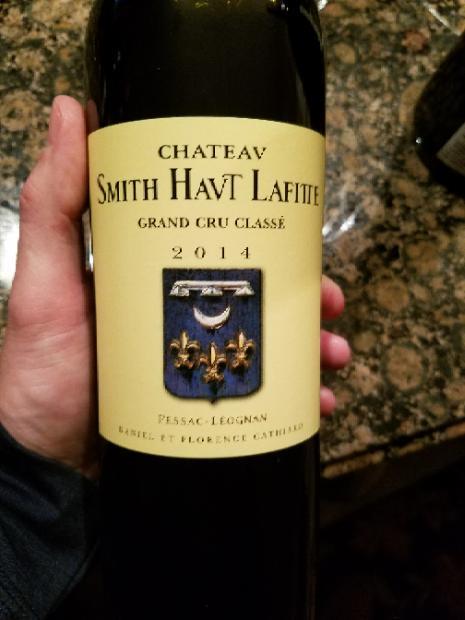 CHATEAV
SMITH HAVT LAFITTE
GRAND CRU CLASSÉ
2014
PESSAC-LÉOGNAN
DANIEL ET FLORENCE CATHIARD